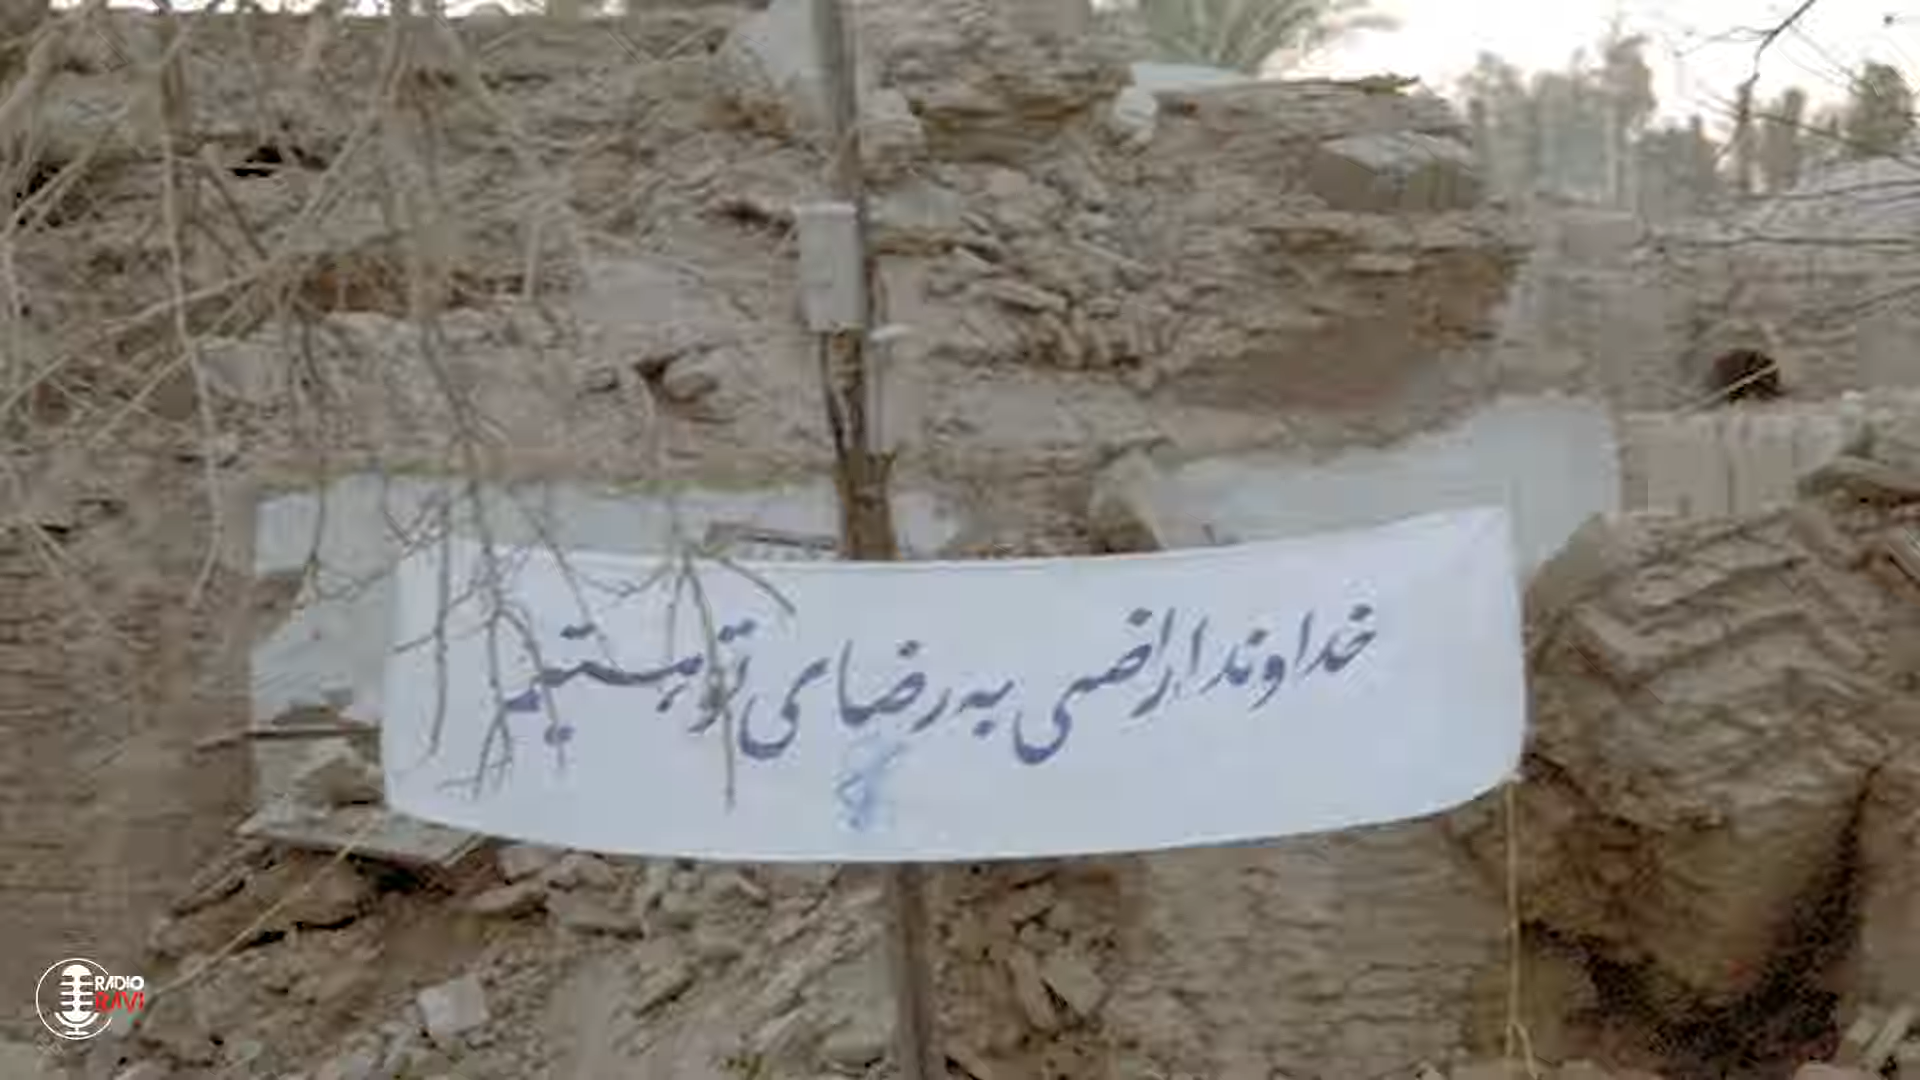 خداوندا راضی به رضای تو هستیم
RADIO
RAVI